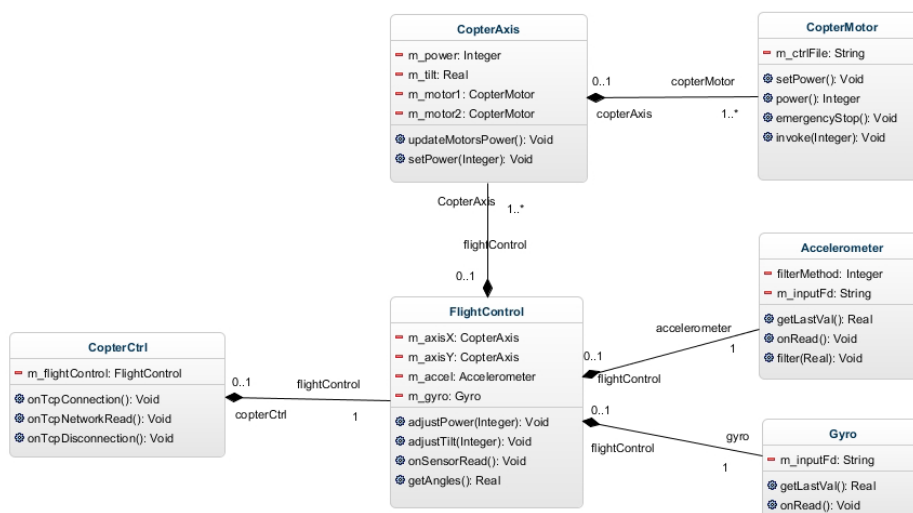 CopterAxis
m_power: Integer
m_tilt: Real
m_motor1: CopterMotor
m_motor2: CopterMotor
updateMotorsPower(): Void
setPower(Integer): Void
0..1
copterMotor
copterAxis
1..*
CopterMotor
m_ctrlFile: String
setPower(): Void
power(): Integer
emergencyStop(): Void
invoke(Integer): Void
CopterAxis
1..*
flightControl
0..1
FlightControl
m_axisX: CopterAxis
m_axisY: CopterAxis
m_accel: Accelerometer
m_gyro: Gyro
adjustPower(Integer): Void
adjustTilt(Integer): Void
onSensorRead(): Void
getAngles(): Real
accelerometer
0..1
1
flightControl
Accelerometer
filterMethod: Integer
m_inputFd: String
getLastVal(): Real
onRead(): Void
filter(Real): Void
0..1
gyro
flightControl
1
Gyro
m_inputFd: String
getLastVal(): Real
onRead(): Void
CopterCtrl
m_flightControl: FlightControl
onTcpConnection(): Void
onTcpNetworkRead(): Void
onTcpDisconnection(): Void
0..1
flightControl
copterCtrl
1